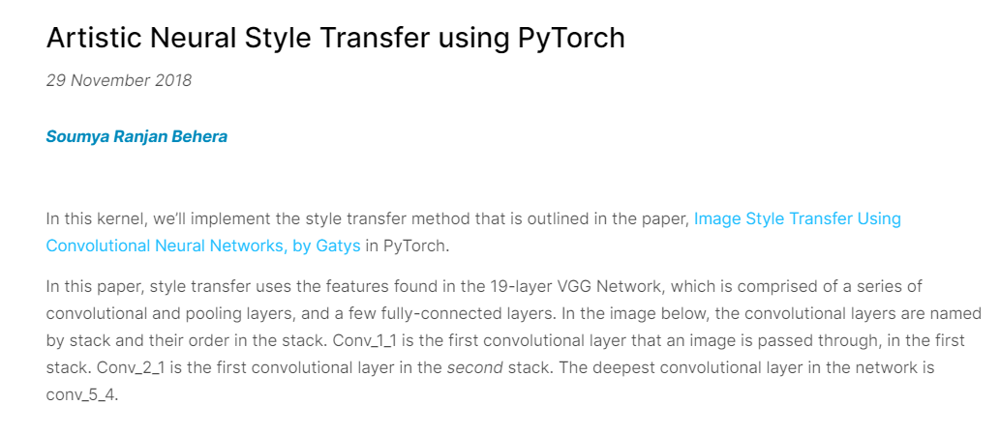 Artistic Neural Style Transfer using PyTorch
29 November 2018
Soumya Ranjan Behera
In this kernel, we'll implement the style transfer method that is outlined in the paper, Image Style Transfer Using
Convolutional Neural Networks, by Gatys in PyTorch.
In this paper, style transfer uses the features found in the 19-layer VGG Network, which is comprised of a series of
convolutional and pooling layers, and a few fully-connected layers. In the image below, the convolutional layers are named
by stack and their order in the stack. Conv_1_1 is the first convolutional layer that an image is passed through, in the first
stack. Conv_2_1 is the first convolutional layer in the second stack. The deepest convolutional layer in the network is
conv_5_4.